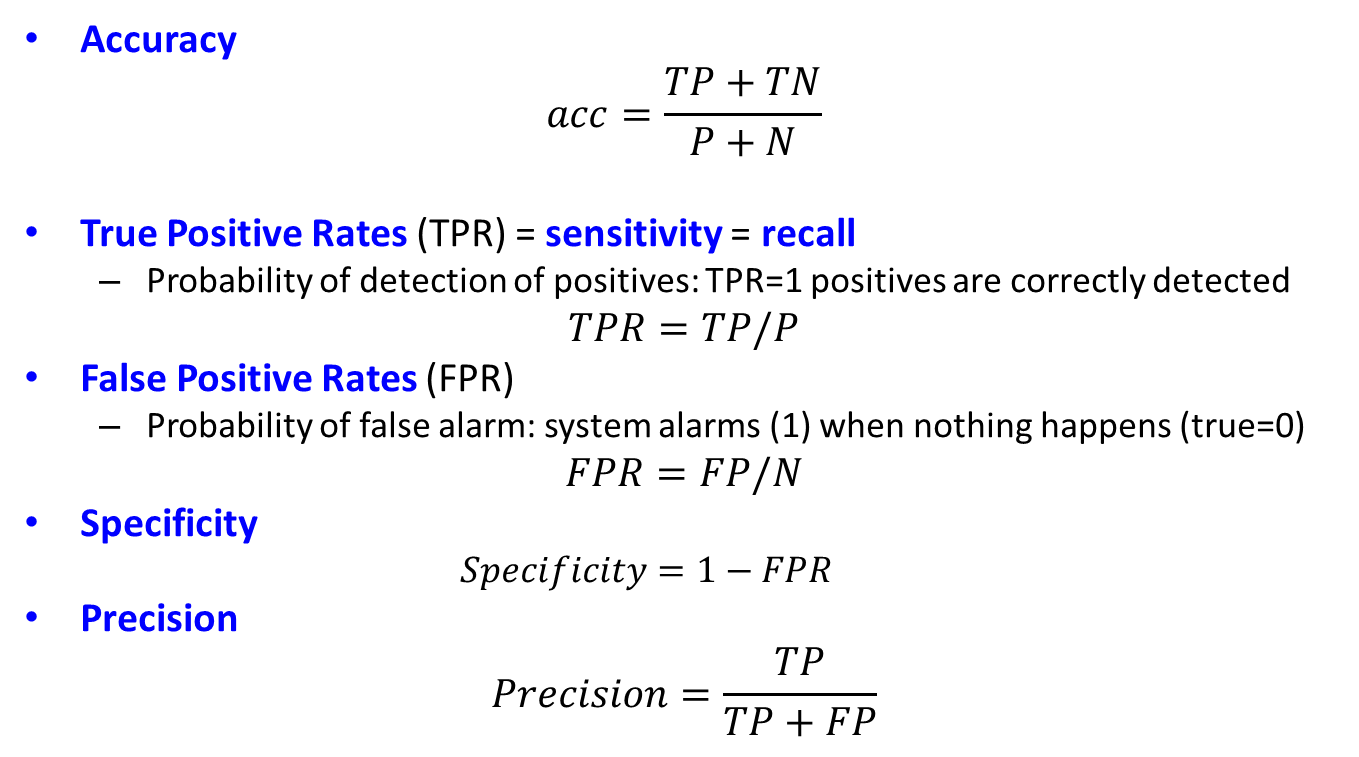 • Accuracy
acc = \frac{TP + TN}{P + N}
• True Positive Rates (TPR) = sensitivity = recall
– Probability of detection of positives: TPR=1 positives are correctly detected
TPR = TP/P
• False Positive Rates (FPR)
– Probability of false alarm: system alarms (1) when nothing happens (true=0)
FPR = FP/N
• Specificity
Specificity = 1 − FPR
• Precision
Precision = \frac{TP}{TP + FP}